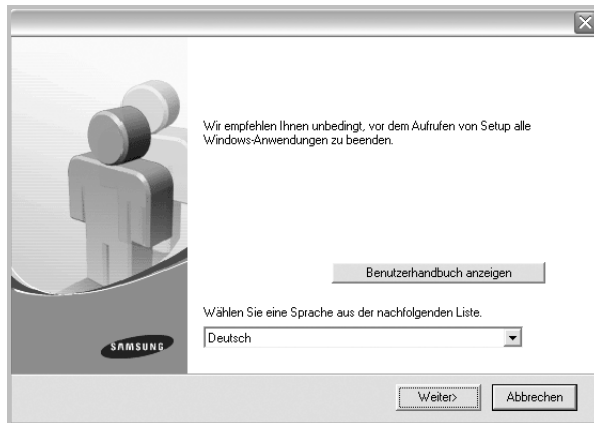 Wir empfehlen Ihnen unbedingt, vor dem Aufrufen von Setup alle
Windows-Anwendungen zu beenden.
Benutzerhandbuch anzeigen
Wählen Sie eine Sprache aus der nachfolgenden Liste.
Deutsch
SAMSUNG
Weiter>
Abbrechen